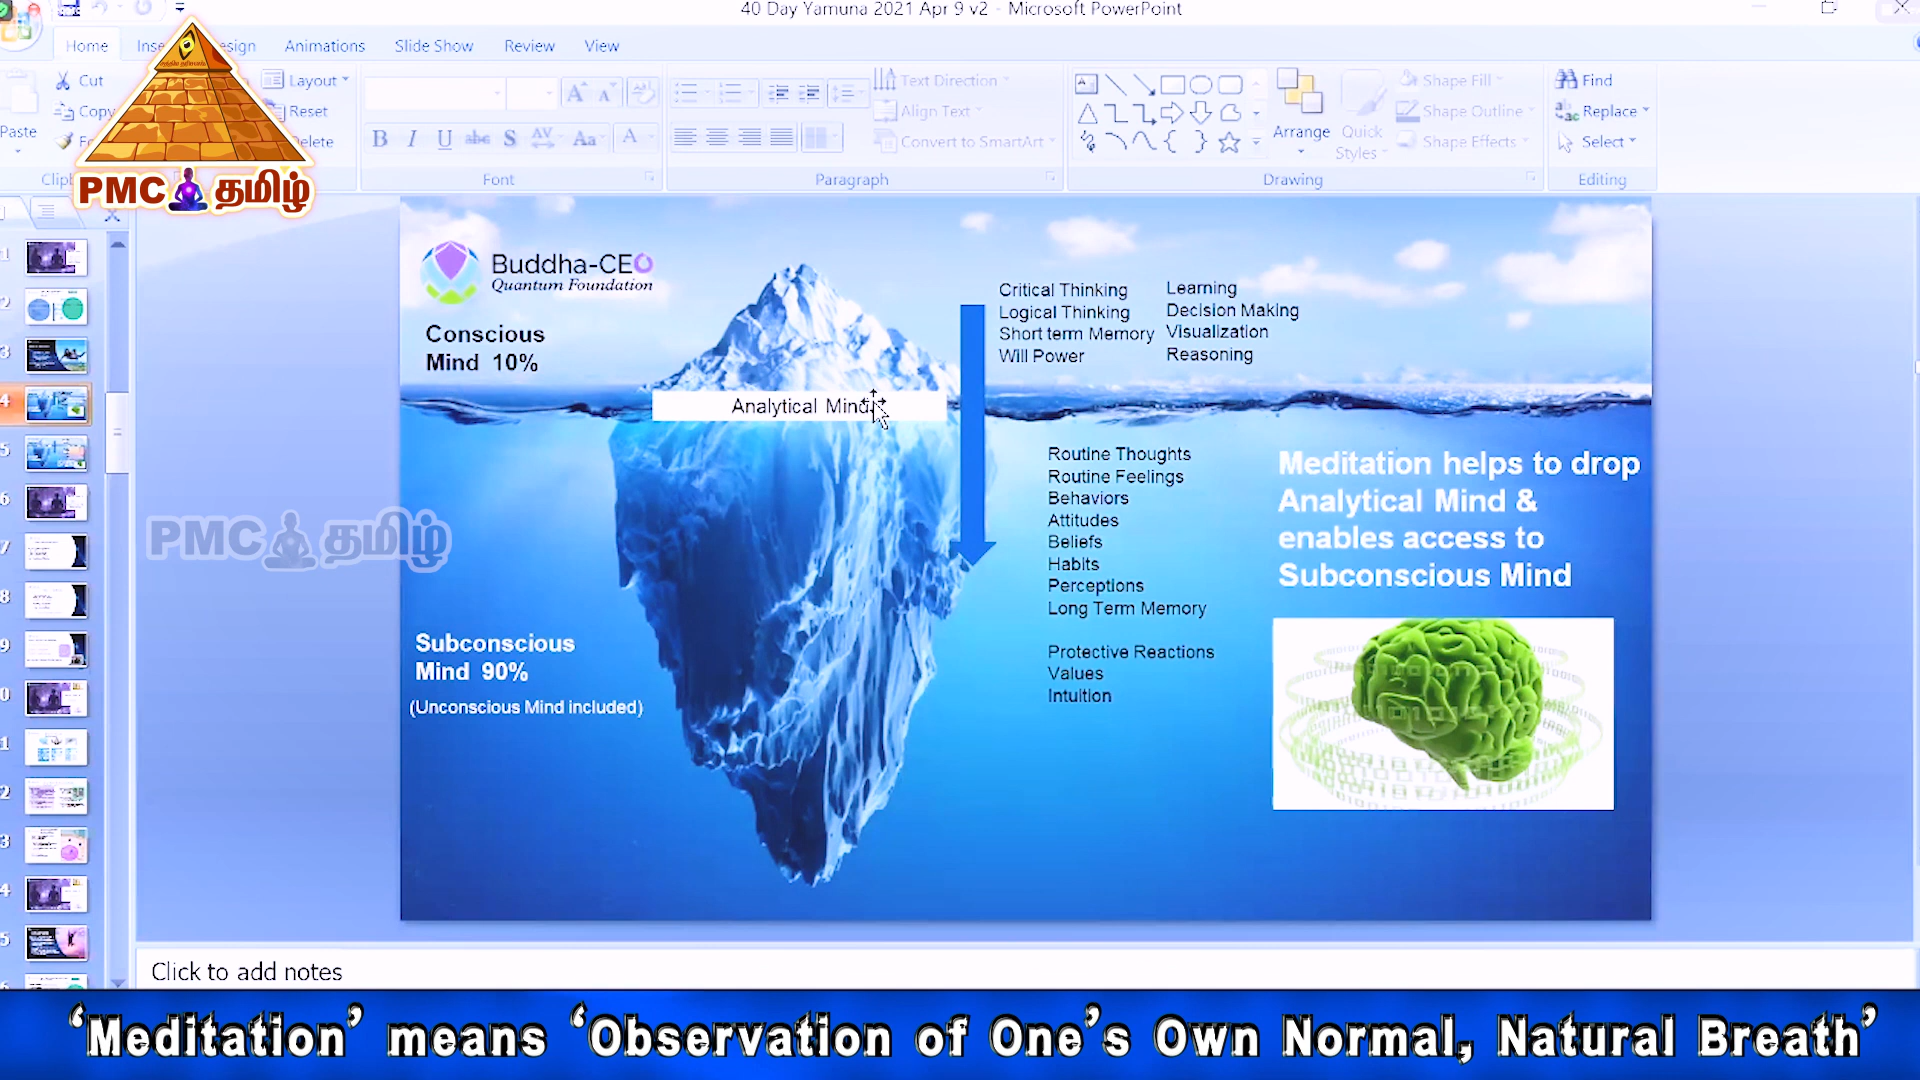 40 Day Yamuna 2021 Apr 9 v2 - Microsoft PowerPoint
Home
Animations
Slide Show
Review
View
Cut
Layout
Text Direction
Shape Fill
Find
Copy
Reset
Align Text
Shape Outline
Replace
Paste
Convert to SmartArt
Arrange
Quick Styles
Shape Effects
Select
Font
Paragraph
Drawing
Editing
PMC தமிழ்
Buddha-CEO
Quantum Foundation
Conscious
Mind 10%
Critical Thinking
Logical Thinking
Short term Memory
Will Power
Learning
Decision Making
Visualization
Reasoning
Analytical Mind
Routine Thoughts
Routine Feelings
Behaviors
Attitudes
Beliefs
Habits
Perceptions
Long Term Memory
Protective Reactions
Values
Intuition
Meditation helps to drop
Analytical Mind &
enables access to
Subconscious Mind
PMC தமிழ்
Subconscious
Mind 90%
(Unconscious Mind included)
Click to add notes
‘Meditation’ means ‘Observation of One’s Own Normal, Natural Breath’